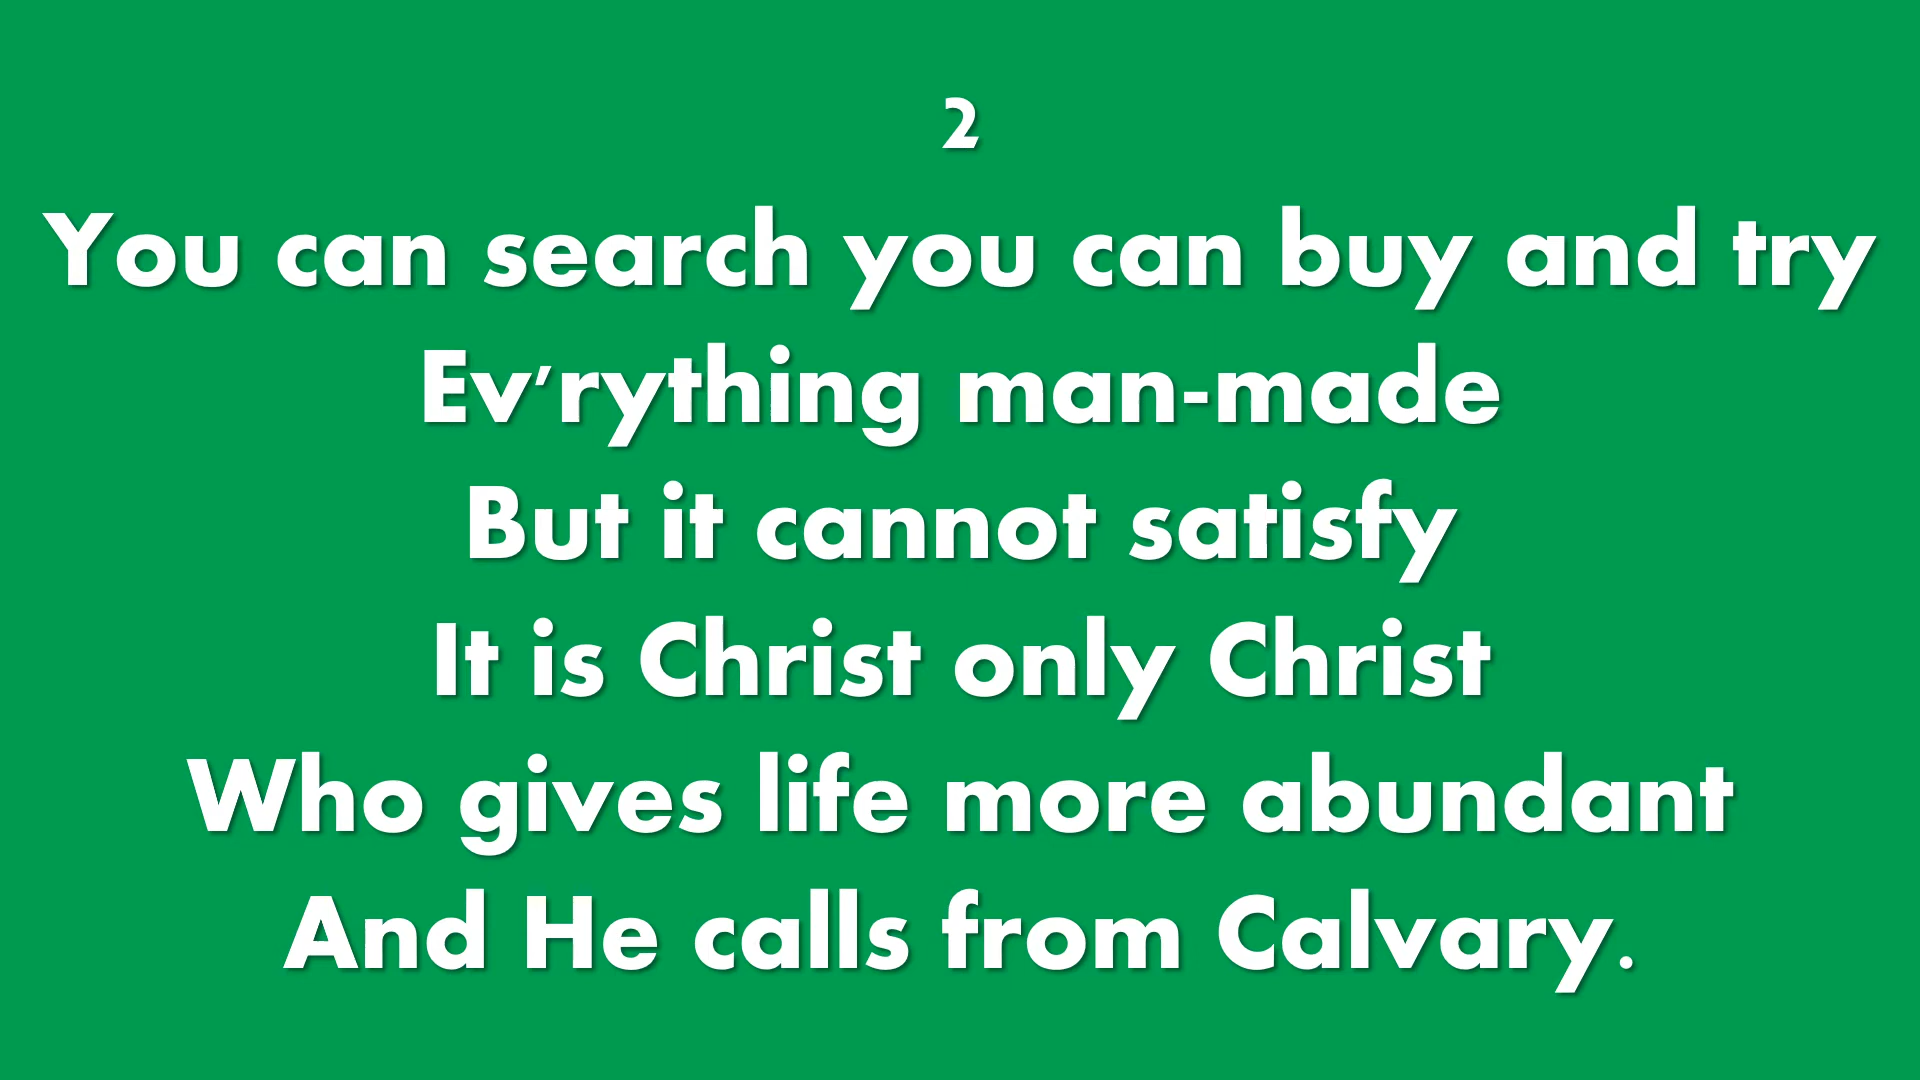 2
You can search you can buy and try
Ev'rything man-made
But it cannot satisfy
It is Christ only Christ
Who gives life more abundant
And He calls from Calvary.